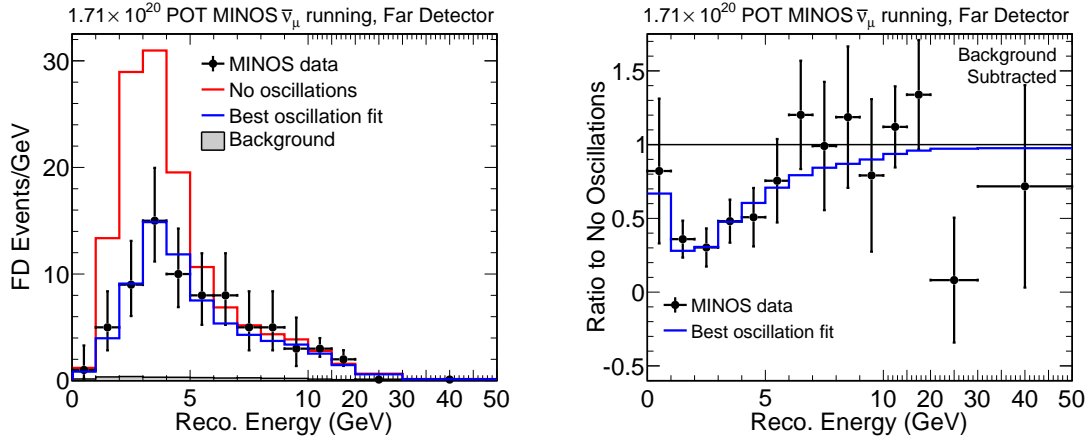 1.71× 10²⁰ POT MINOS ν̅_μ running, Far Detector
FD Events/GeV
30
20
10
0
MINOS data
No oscillations
Best oscillation fit
Background
5
10 20 30 40 50
Reco. Energy (GeV)
1.71× 10²⁰ POT MINOS ν̅_μ running, Far Detector
Ratio to No Oscillations
1.5
1
0.5
0
-0.5
Background
Subtracted
MINOS data
Best oscillation fit
0 5 10 20 30 40 50
Reco. Energy (GeV)